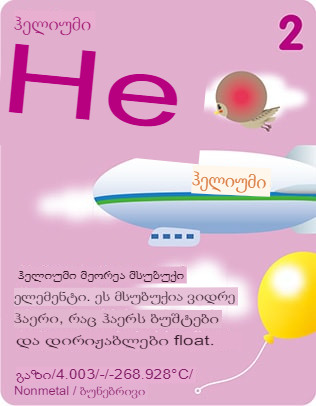 ჰელიუმი
2
He
ჰელიუმი
ჰელიუმი მეორეა მსუბუქი
ელემენტი. ეს მსუბუქია ვიდრე
ჰაერი, რაც ჰაერს ბუშტები
და დირიჟაბლები float.
გაზი/4.003/-/-268.928°C/
Nonmetal / ბუნებრივი